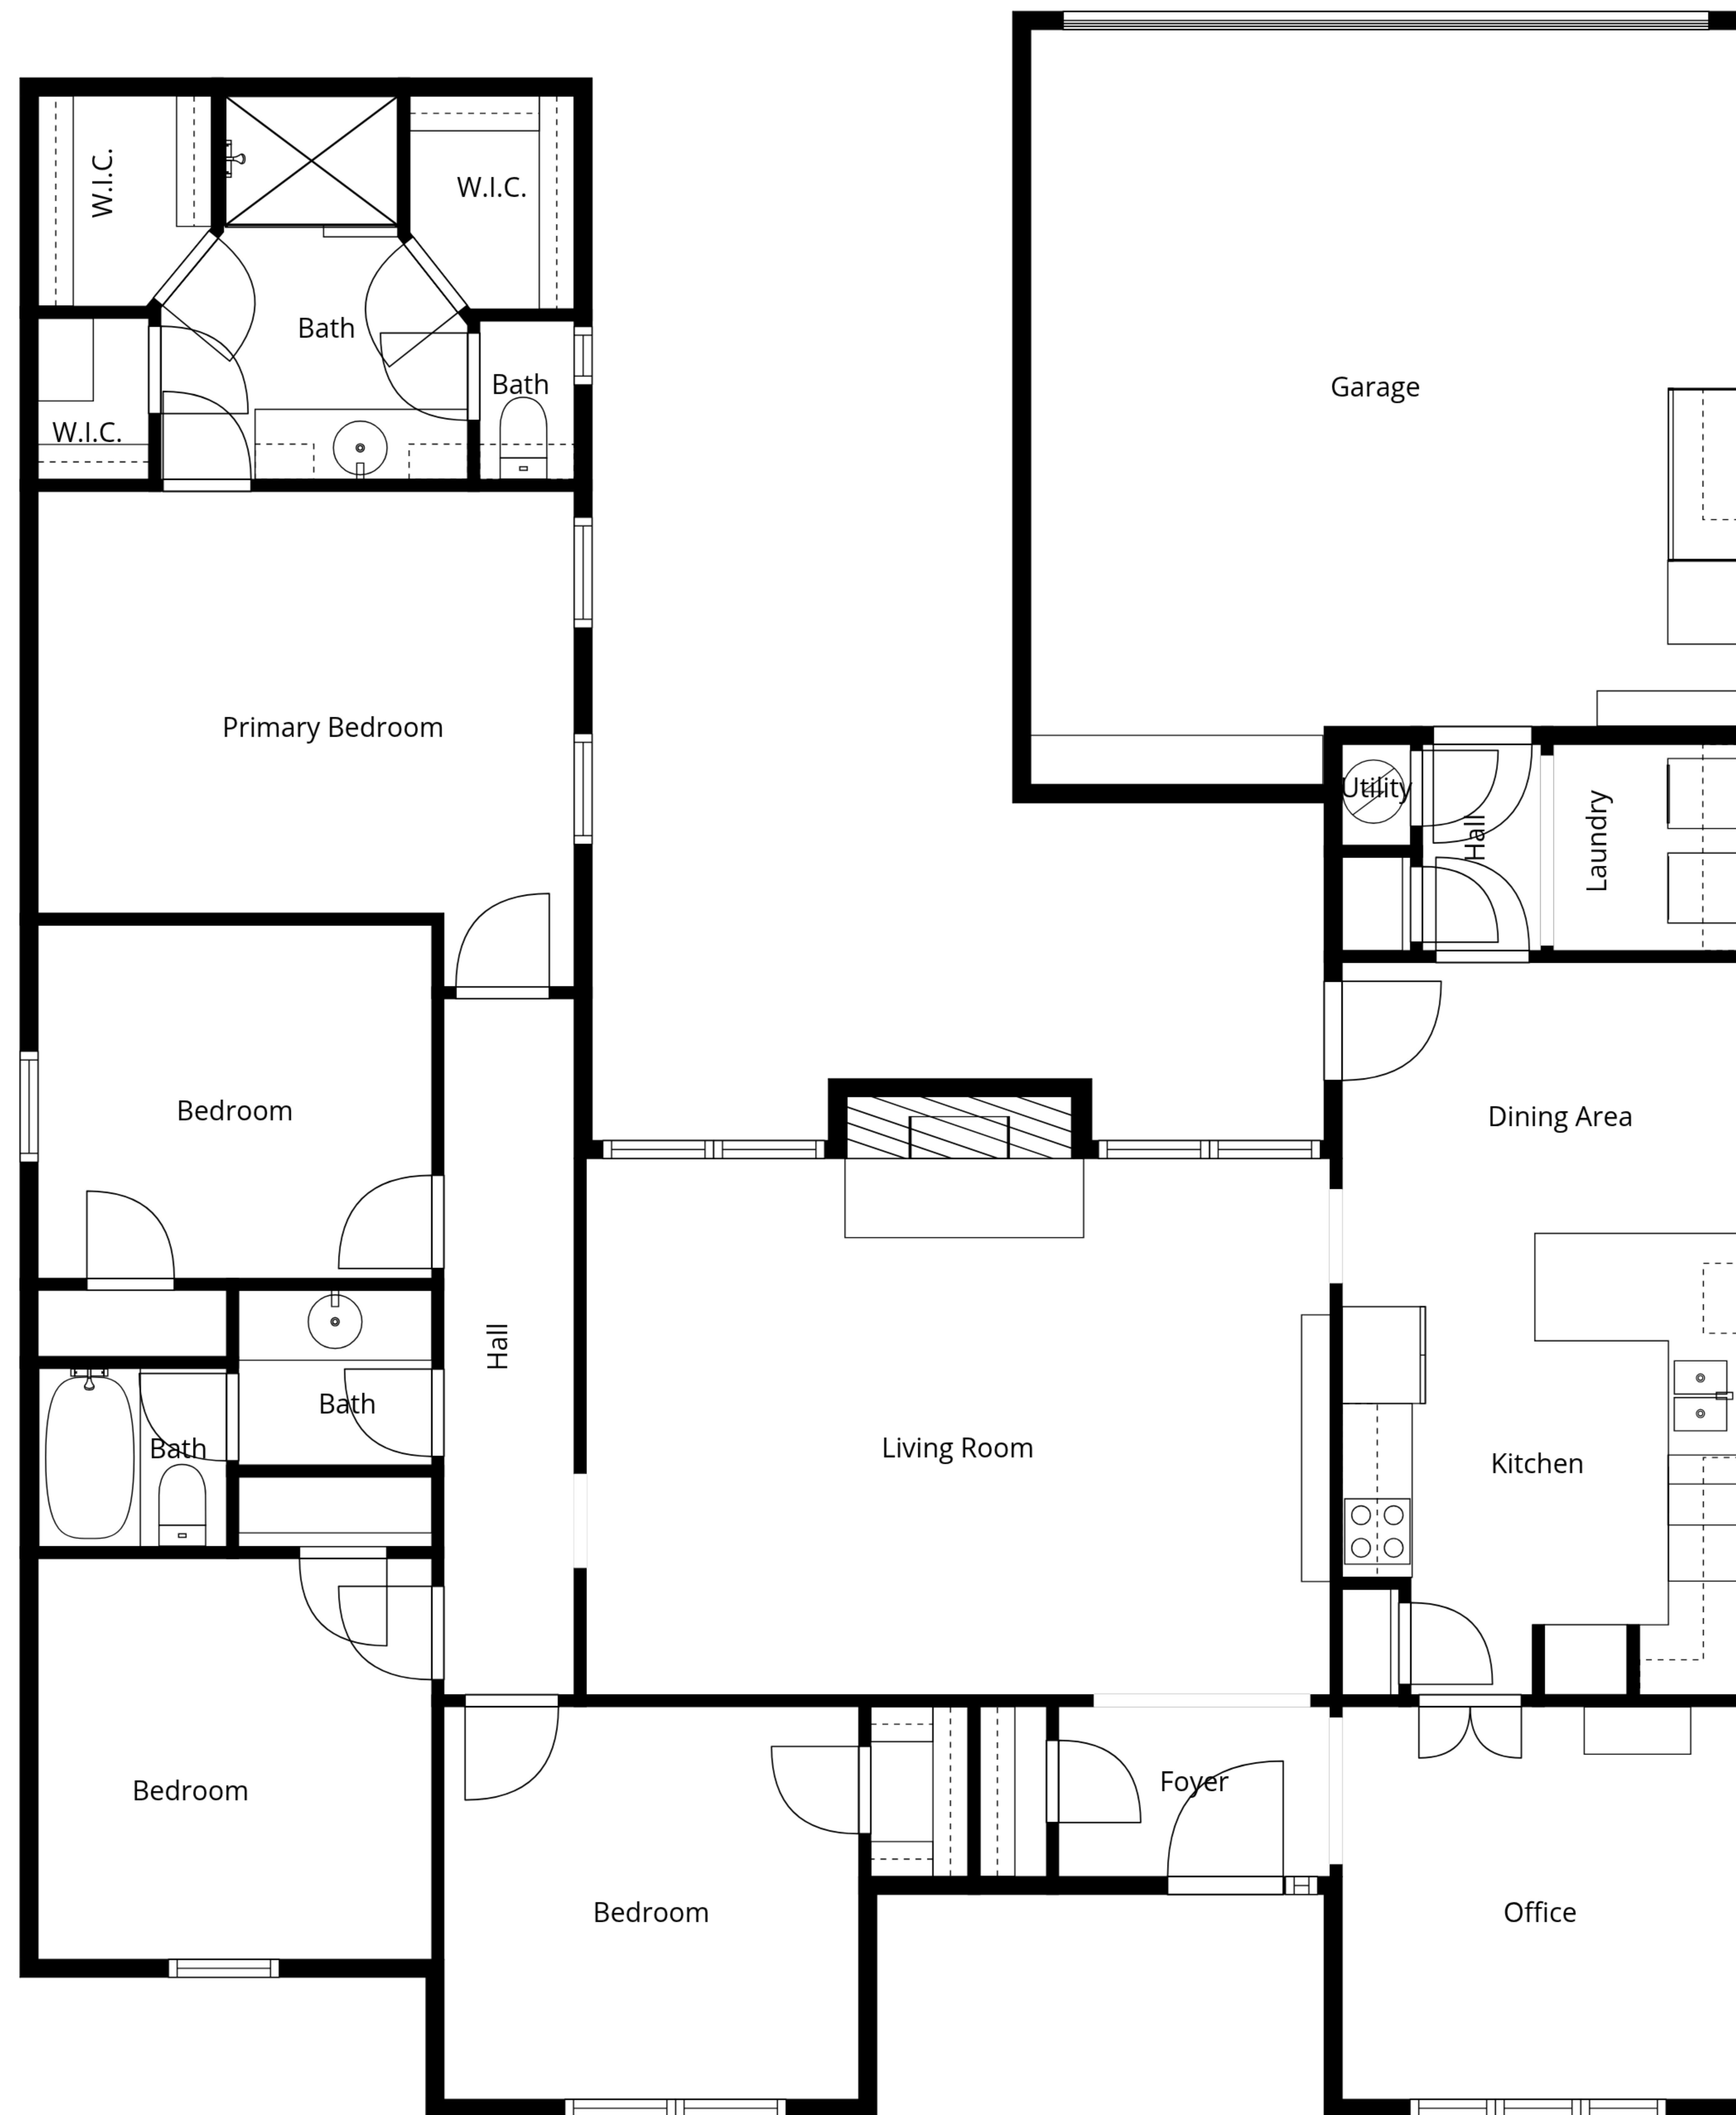 W.I.C.
W.I.C.
Bath
Bath
W.I.C.
Garage
Primary Bedroom
Utility
Hall
Laundry
Bedroom
Dining Area
Hall
Bath
Bath
Living Room
Kitchen
Bedroom
Foyer
Bedroom
Office